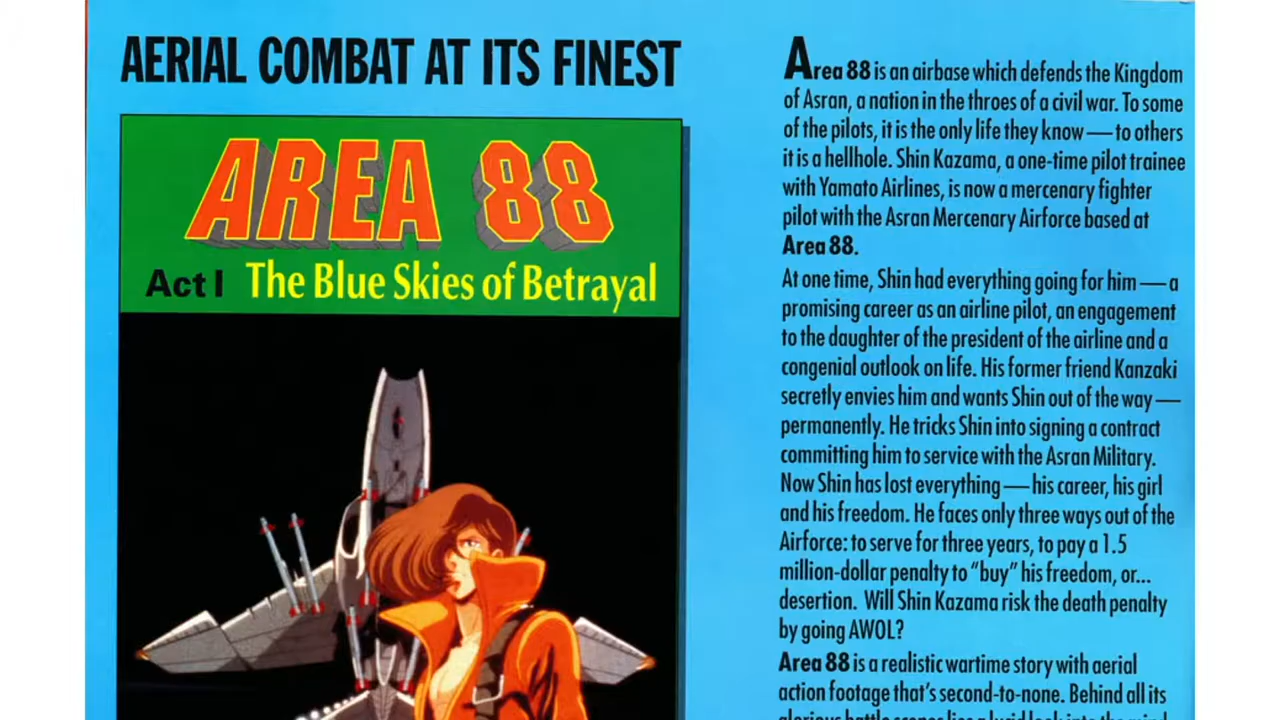 AERIAL COMBAT AT ITS FINEST
AREA 88
Act I The Blue Skies of Betrayal
Area 88 is an airbase which defends the Kingdom
of Asran, a nation in the throes of a civil war. To some
of the pilots, it is the only life they know — to others
it is a hellhole. Shin Kazama, a one-time pilot trainee
with Yamato Airlines, is now a mercenary fighter
pilot with the Asran Mercenary Airforce based at
Area 88.
At one time, Shin had everything going for him — a
promising career as an airline pilot, an engagement
to the daughter of the president of the airline and a
congenial outlook on life. His former friend Kanzaki
secretly envies him and wants Shin out of the way —
permanently. He tricks Shin into signing a contract
committing him to service with the Asran Military.
Now Shin has lost everything — his career, his girl
and his freedom. He faces only three ways out of the
Airforce: to serve for three years, to pay a 1.5
million-dollar penalty to “buy” his freedom, or...
desertion. Will Shin Kazama risk the death penalty
by going AWOL?
Area 88 is a realistic wartime story with aerial
action footage that's second-to-none. Behind all its
glorious battle scenes lies a lucid look into the mind